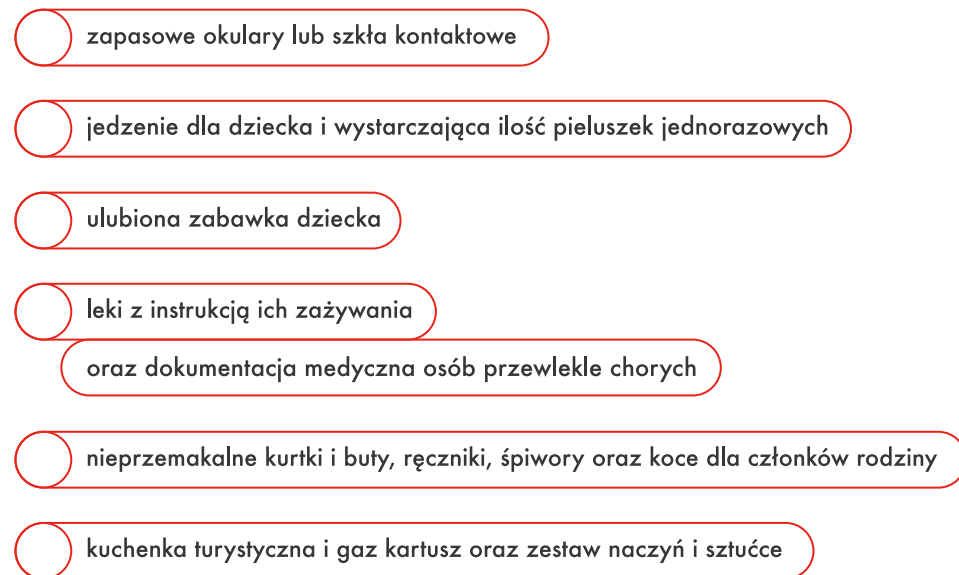 zapasowe okulary lub szkła kontaktowe
jedzenie dla dziecka i wystarczająca ilość pieluszek jednorazowych
ulubiona zabawka dziecka
leki z instrukcją ich zażywania
oraz dokumentacja medyczna osób przewlekle chorych
nieprzemakalne kurtki i buty, ręczniki, śpiwory oraz koce dla członków rodziny
kuchenka turystyczna i gaz kartusz oraz zestaw naczyń i sztućce